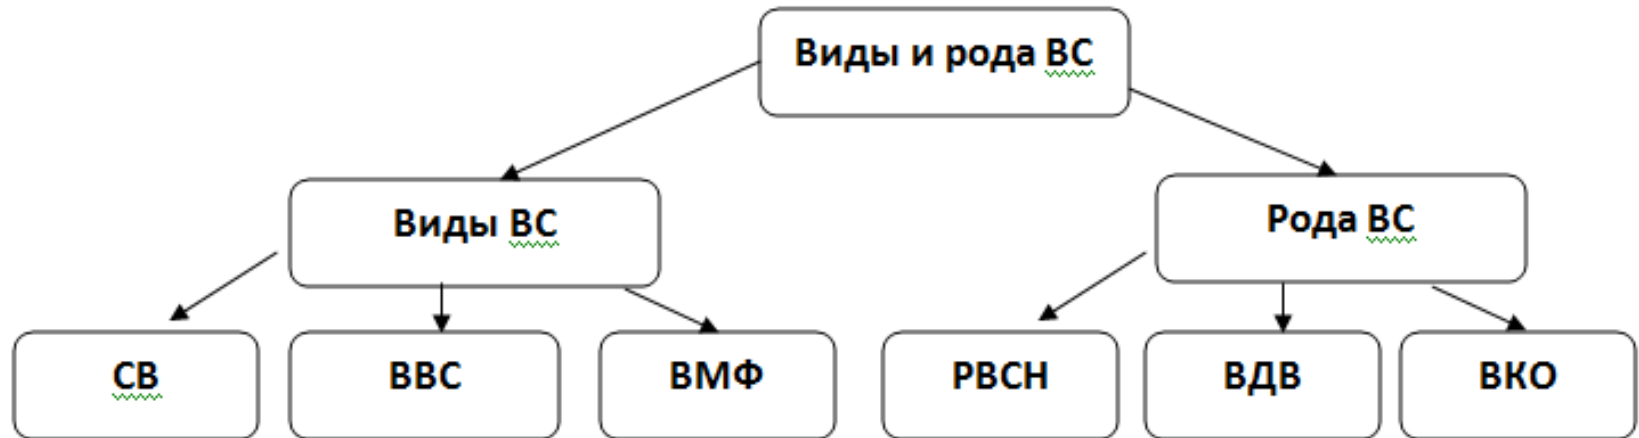 Виды и рода ВС
Виды ВС
Рода ВС
СВ
ВВС
ВМФ
РВСН
ВДВ
ВКО